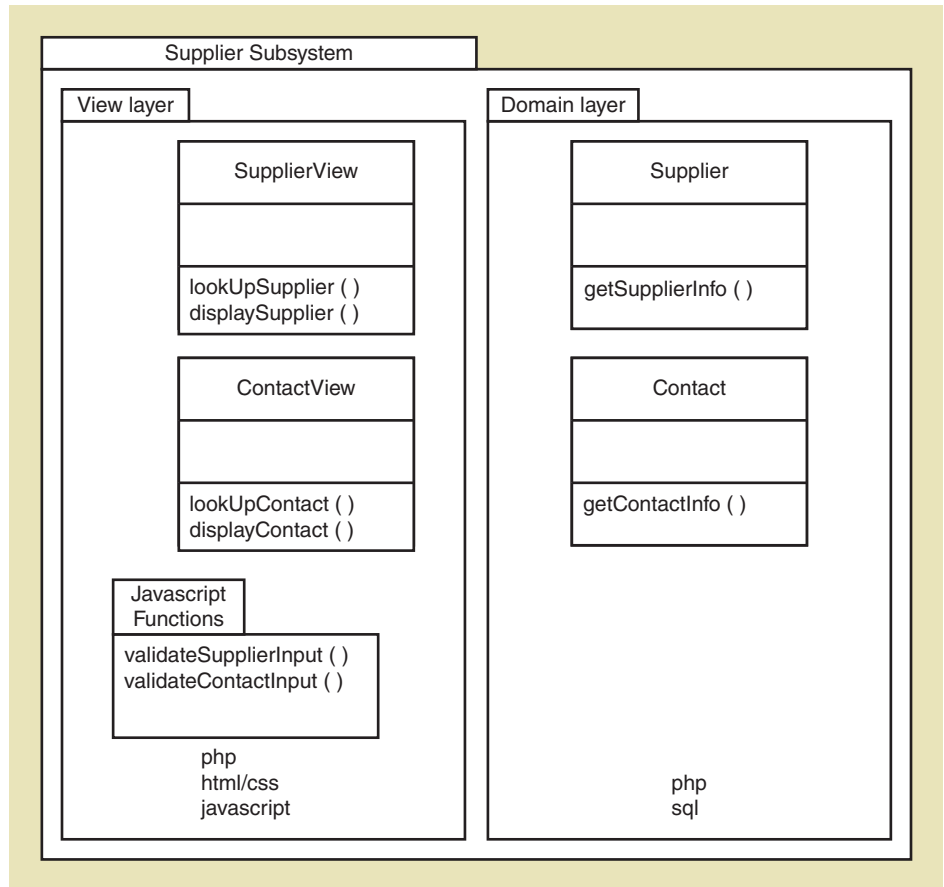 Supplier Subsystem
View layer
SupplierView
lookUpSupplier ( )
displaySupplier ( )
ContactView
lookUpContact ( )
displayContact ( )
Javascript
Functions
validateSupplierInput ( )
validateContactInput ( )
php
html/css
javascript
Domain layer
Supplier
getSupplierInfo ( )
Contact
getContactInfo ( )
php
sql